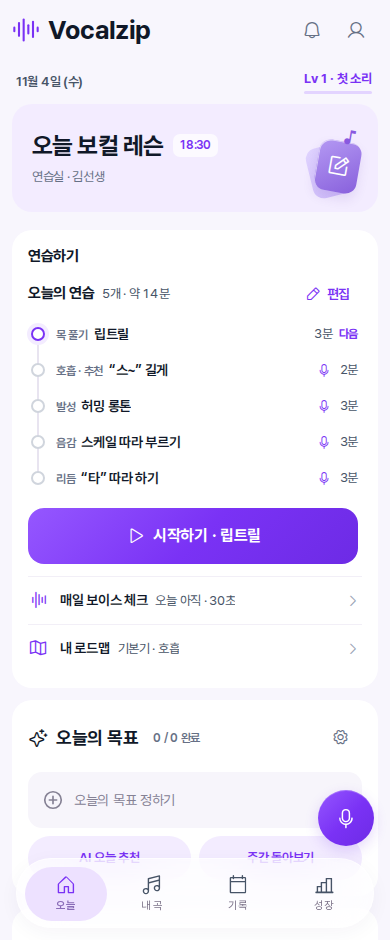 Vocalzip
11월 4일 (수)
Lv 1 · 첫 소리
오늘 보컬 레슨 18:30
연습실 · 김선생
연습하기
오늘의 연습 5개 · 약 14분 편집
목 풀기 립트릴 3분 다음
호흡 · 추천 “스~” 길게 2분
발성 허밍 롱톤 3분
음감 스케일 따라 부르기 3분
리듬 “타” 따라 하기 3분
시작하기 · 립트릴
매일 보이스 체크 오늘 아직 · 30초
내 로드맵 기본기 · 호흡
오늘의 목표 0 / 0 완료
오늘의 목표 정하기
AI 오늘 추천 주간 돌아보기
오늘 내 곡 기록 성장